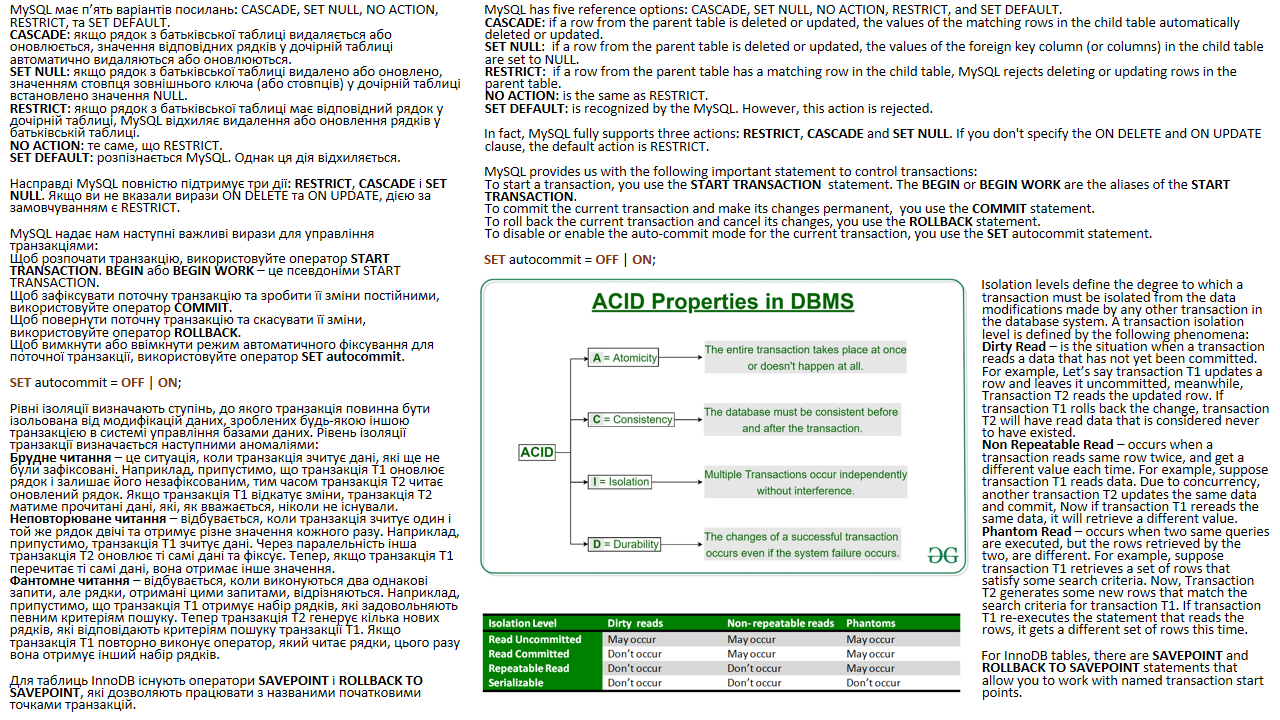 MySQL має п’ять варіантів посилань: CASCADE, SET NULL, NO ACTION,
RESTRICT, та SET DEFAULT.
CASCADE: якщо рядок з батьківської таблиці видаляється або
оновлюється, значення відповідних рядків у дочірній таблиці
автоматично видаляються або оновлюються.
SET NULL: якщо рядок з батьківської таблиці видалено або оновлено,
значенням стовпця зовнішнього ключа (або стовпців) у дочірній таблиці
встановлено значення NULL.
RESTRICT: якщо рядок з батьківської таблиці має відповідний рядок у
дочірній таблиці, MySQL відхиляє видалення або оновлення рядків у
батьківській таблиці.
NO ACTION: те саме, що RESTRICT.
SET DEFAULT: розпізнається MySQL. Однак ця дія відхиляється.
Насправді MySQL повністю підтримує три дії: RESTRICT, CASCADE і SET
NULL. Якщо ви не вказали вирази ON DELETE та ON UPDATE, дією за
замовчуванням є RESTRICT.
MySQL надає нам наступні важливі вирази для управління
транзакціями:
Щоб розпочати транзакцію, використовуйте оператор START
TRANSACTION. BEGIN або BEGIN WORK – це псевдоніми START
TRANSACTION.
Щоб зафіксувати поточну транзакцію та зробити її зміни постійними,
використовуйте оператор COMMIT.
Щоб повернути поточну транзакцію та скасувати її зміни,
використовуйте оператор ROLLBACK.
Щоб вимкнути або ввімкнути режим автоматичного фіксування для
поточної транзакції, використовуйте оператор SET autocommit.
SET autocommit = OFF | ON;
Рівні ізоляції визначають ступінь, до якого транзакція повинна бути
ізольована від модифікацій даних, зроблених будь-якою іншою
транзакцією в системі управління базами даних. Рівень ізоляції
транзакції визначається наступними аномаліями:
Брудне читання – це ситуація, коли транзакція зчитує дані, які ще не
були зафіксовані. Наприклад, припустимо, що транзакція T1 оновлює
рядок і залишає його незафіксованим, тим часом транзакція T2 читає
оновлений рядок. Якщо транзакція T1 відкатує зміни, транзакція T2
матиме прочитані дані, які, як вважається, ніколи не існували.
Неповторюване читання – відбувається, коли транзакція зчитує один і
той же рядок двічі та отримує різне значення кожного разу. Наприклад,
припустимо, транзакція T1 зчитує дані. Через паралельність інша
транзакція T2 оновлює ті самі дані та фіксує. Тепер, якщо транзакція T1
перечитає ті самі дані, вона отримає інше значення.
Фантомне читання – відбувається, коли виконуються два однакові
запити, але рядки, отримані цими запитами, відрізняються. Наприклад,
припустимо, що транзакція T1 отримує набір рядків, які задовольняють
певним критеріям пошуку. Тепер транзакція T2 генерує кілька нових
рядків, які відповідають критеріям пошуку транзакції T1. Якщо
транзакція T1 повторно виконує оператор, який читає рядки, цього разу
вона отримує інший набір рядків.
Для таблиць InnoDB існують оператори SAVEPOINT і ROLLBACK TO
SAVEPOINT, які дозволяють працювати з названими початковими
точками транзакцій.
MySQL has five reference options: CASCADE, SET NULL, NO ACTION, RESTRICT, and SET DEFAULT.
CASCADE: if a row from the parent table is deleted or updated, the values of the matching rows in the child table automatically
deleted or updated.
SET NULL: if a row from the parent table is deleted or updated, the values of the foreign key column (or columns) in the child table
are set to NULL.
RESTRICT: if a row from the parent table has a matching row in the child table, MySQL rejects deleting or updating rows in the
parent table.
NO ACTION: is the same as RESTRICT.
SET DEFAULT: is recognized by the MySQL. However, this action is rejected.
In fact, MySQL fully supports three actions: RESTRICT, CASCADE and SET NULL. If you don't specify the ON DELETE and ON UPDATE
clause, the default action is RESTRICT.
MySQL provides us with the following important statement to control transactions:
To start a transaction, you use the START TRANSACTION statement. The BEGIN or BEGIN WORK are the aliases of the START
TRANSACTION.
To commit the current transaction and make its changes permanent, you use the COMMIT statement.
To roll back the current transaction and cancel its changes, you use the ROLLBACK statement.
To disable or enable the auto-commit mode for the current transaction, you use the SET autocommit statement.
SET autocommit = OFF | ON;
ACID Properties in DBMS
ACID
A = Atomicity
The entire transaction takes place at once
or doesn't happen at all.
C = Consistency
The database must be consistent before
and after the transaction.
I = Isolation
Multiple Transactions occur independently
without interference.
D = Durability
The changes of a successful transaction
occurs even if the system failure occurs.
Isolation Level Dirty reads Non- repeatable reads Phantoms
Read Uncommitted May occur May occur May occur
Read Committed Don’t occur May occur May occur
Repeatable Read Don’t occur Don’t occur May occur
Serializable Don’t occur Don’t occur Don’t occur
Isolation levels define the degree to which a
transaction must be isolated from the data
modifications made by any other transaction in
the database system. A transaction isolation
level is defined by the following phenomena:
Dirty Read – is the situation when a transaction
reads a data that has not yet been committed.
For example, Let’s say transaction T1 updates a
row and leaves it uncommitted, meanwhile,
Transaction T2 reads the updated row. If
transaction T1 rolls back the change, transaction
T2 will have read data that is considered never
to have existed.
Non Repeatable Read – occurs when a
transaction reads same row twice, and get a
different value each time. For example, suppose
transaction T1 reads data. Due to concurrency,
another transaction T2 updates the same data
and commit, Now if transaction T1 rereads the
same data, it will retrieve a different value.
Phantom Read – occurs when two same queries
are executed, but the rows retrieved by the
two, are different. For example, suppose
transaction T1 retrieves a set of rows that
satisfy some search criteria. Now, Transaction
T2 generates some new rows that match the
search criteria for transaction T1. If transaction
T1 re-executes the statement that reads the
rows, it gets a different set of rows this time.
For InnoDB tables, there are SAVEPOINT and
ROLLBACK TO SAVEPOINT statements that
allow you to work with named transaction start
points.